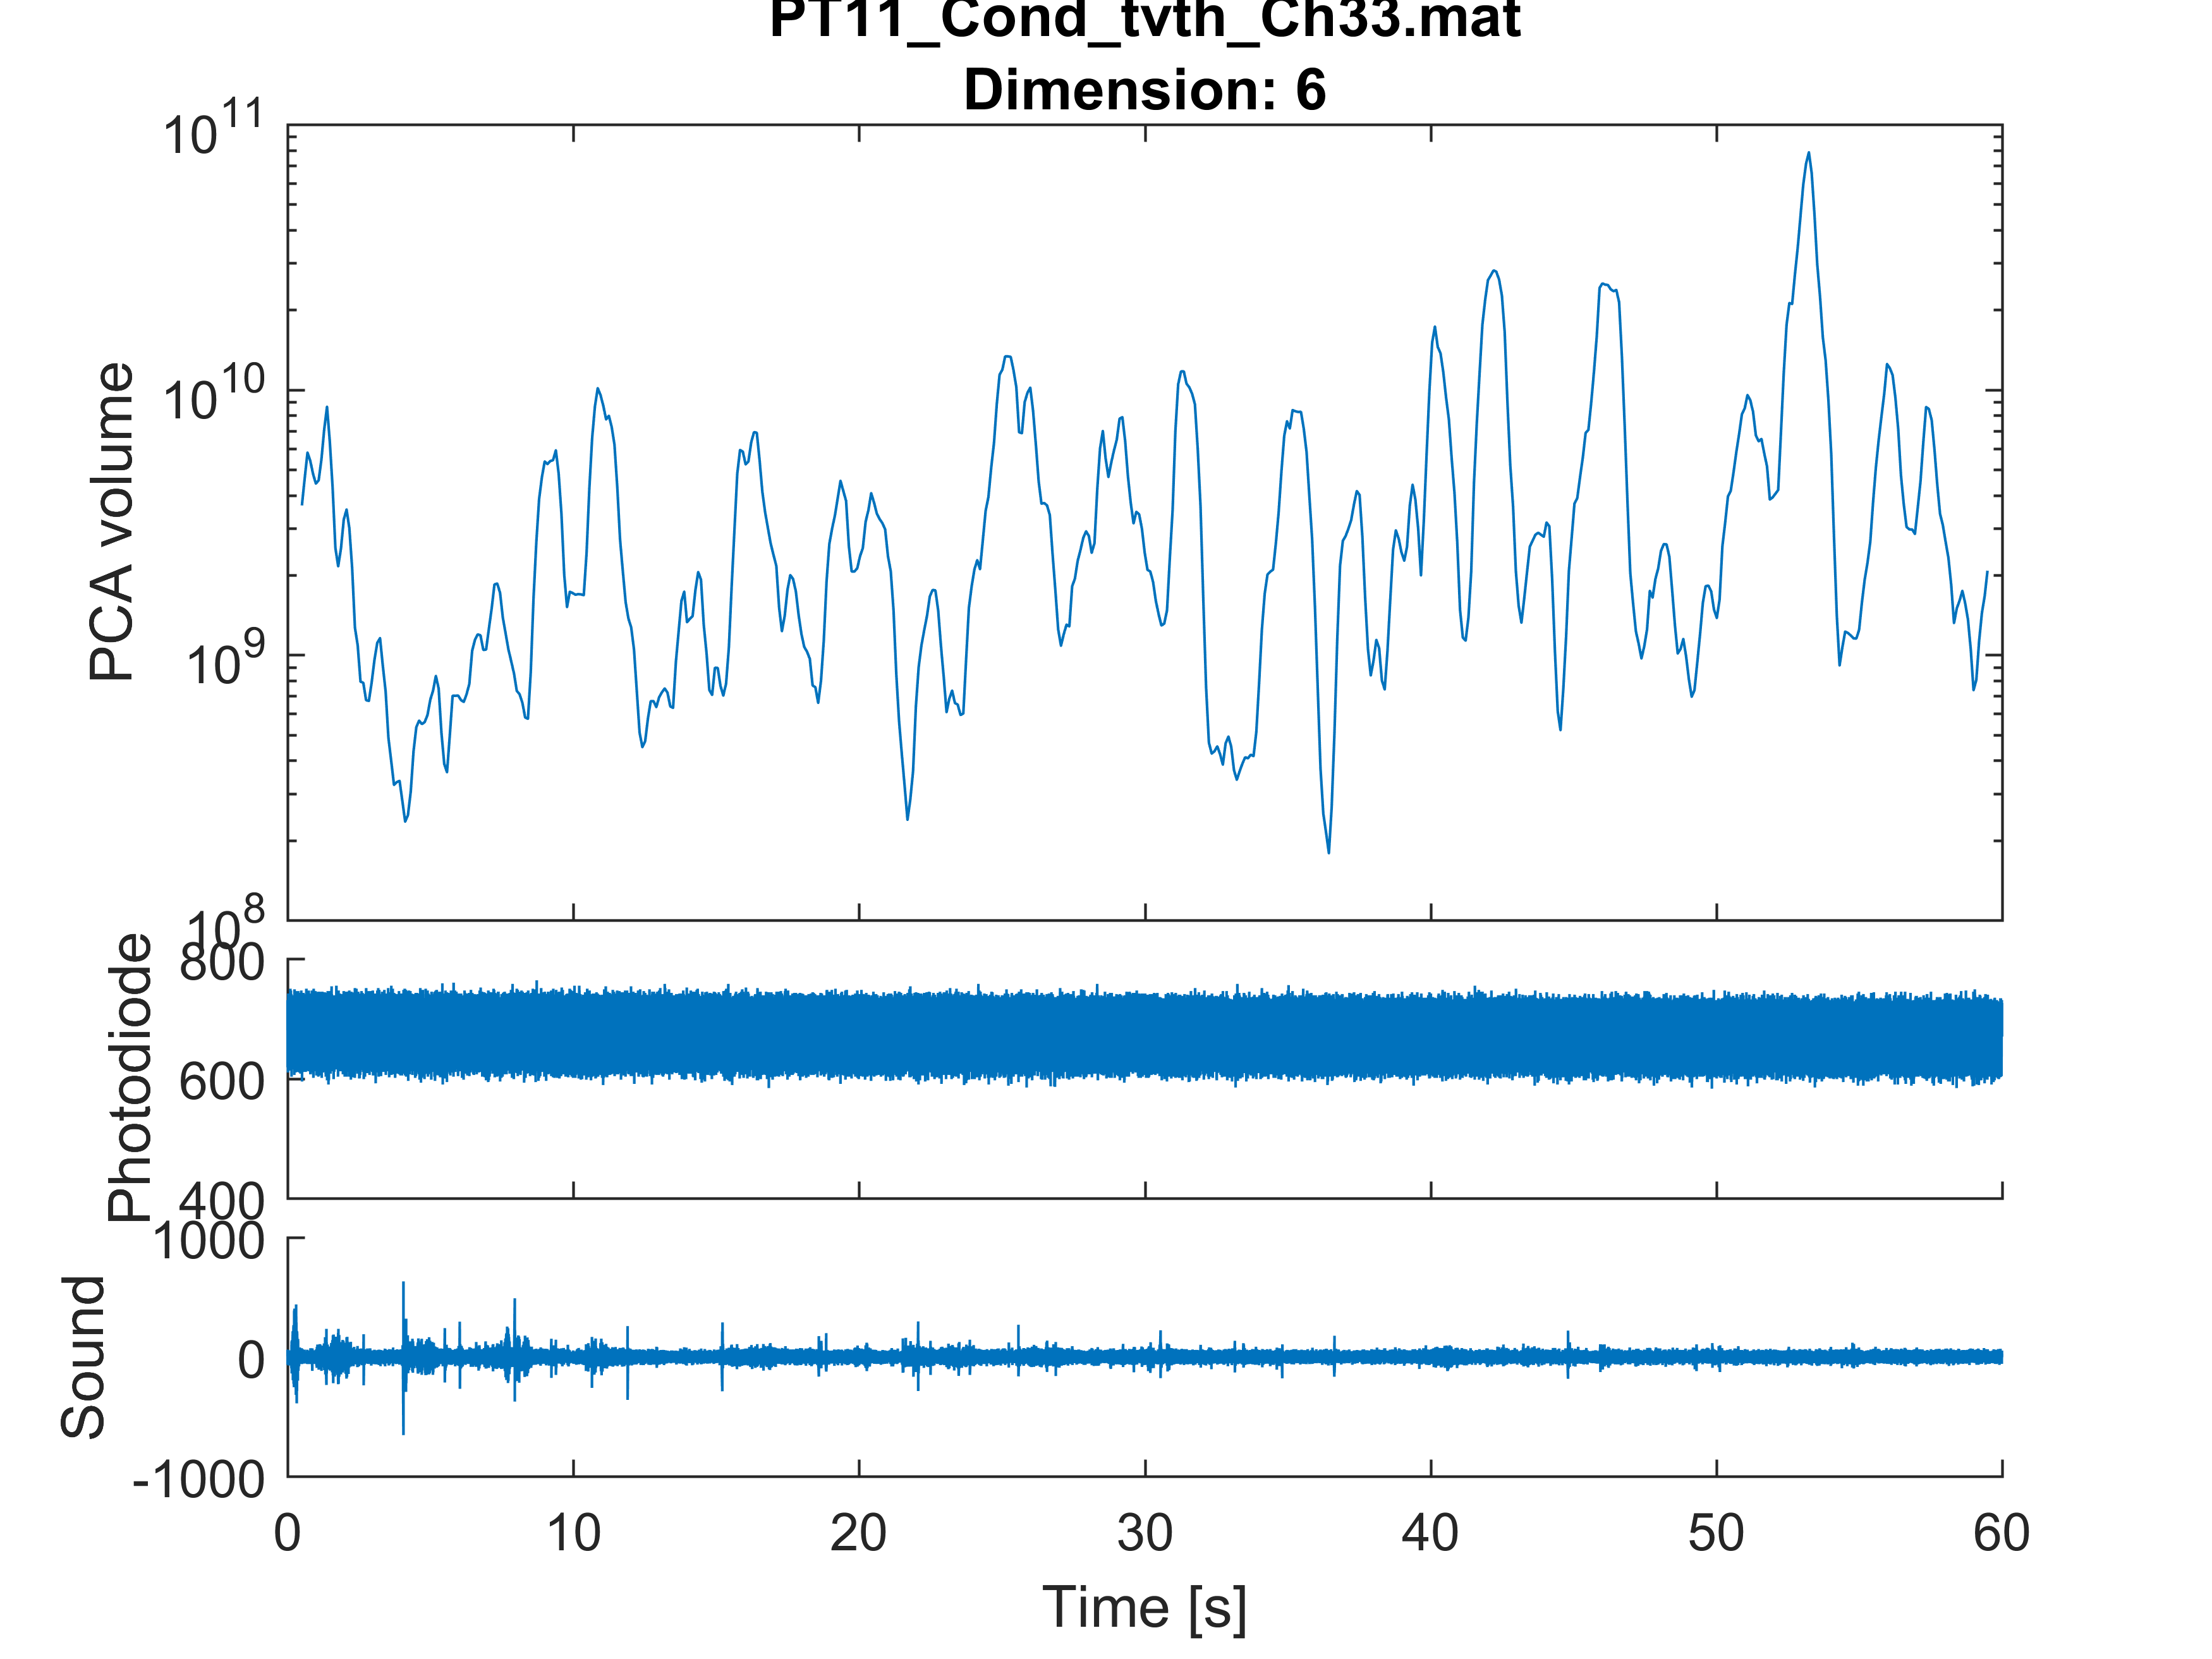 PT11_Cond_tvth_Ch33.mat
Dimension: 6
10^11
10^10
10^9
10^8
PCA volume
800
600
400
Photodiode
1000
0
-1000
Sound
0 10 20 30 40 50 60
Time [s]